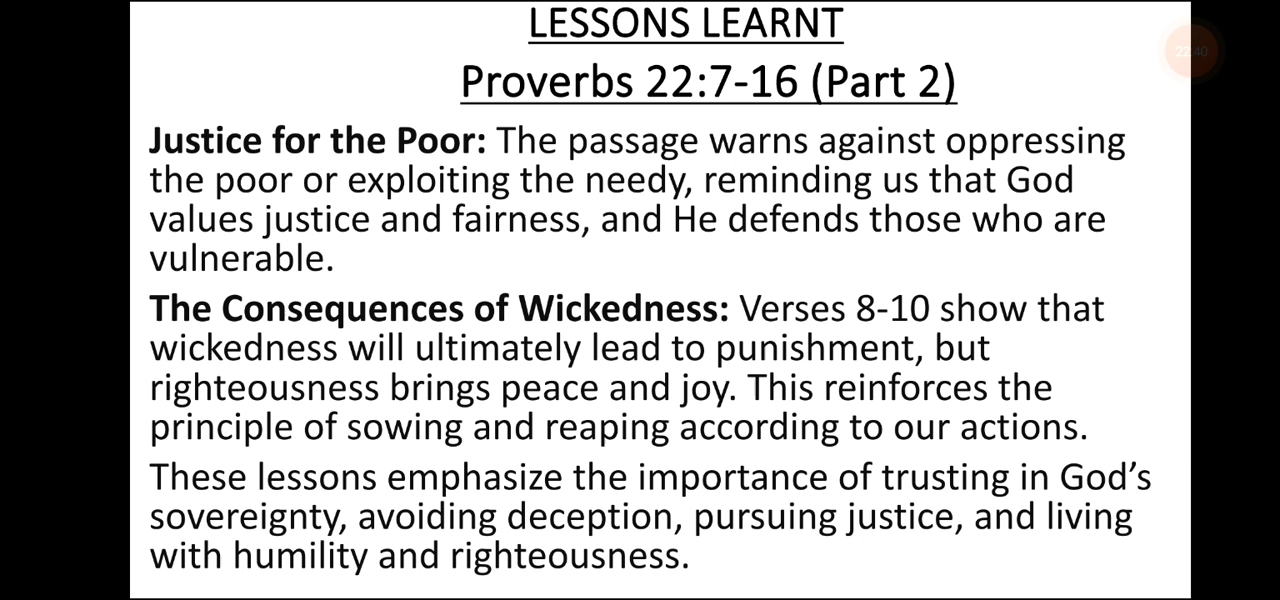 LESSONS LEARNT
22:40
Proverbs 22:7-16 (Part 2)
Justice for the Poor: The passage warns against oppressing
the poor or exploiting the needy, reminding us that God
values justice and fairness, and He defends those who are
vulnerable.
The Consequences of Wickedness: Verses 8-10 show that
wickedness will ultimately lead to punishment, but
righteousness brings peace and joy. This reinforces the
principle of sowing and reaping according to our actions.
These lessons emphasize the importance of trusting in God’s
sovereignty, avoiding deception, pursuing justice, and living
with humility and righteousness.